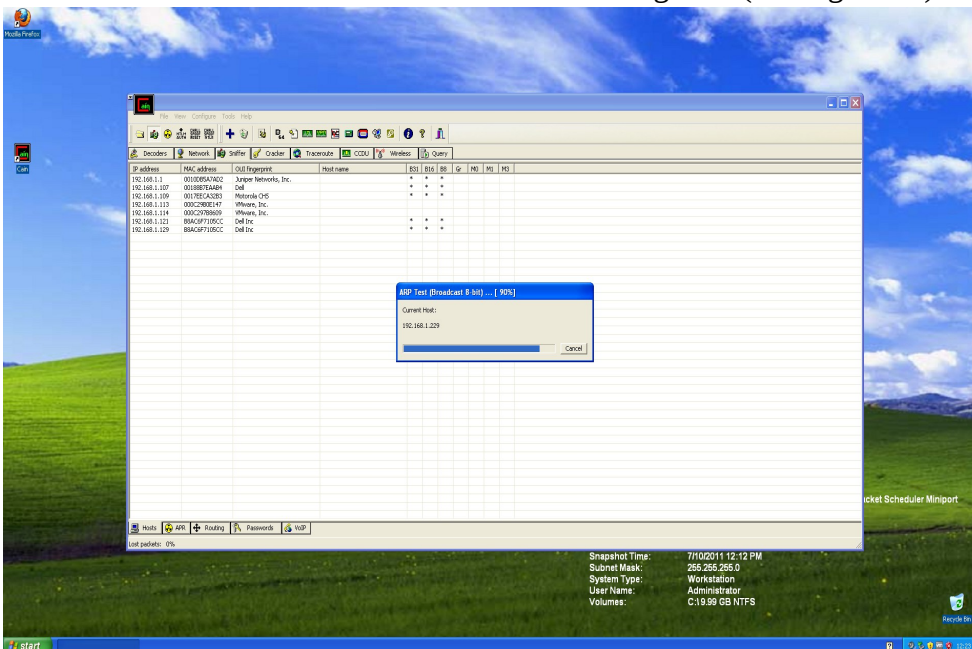 Mozilla Firefox
Cain
File View Configure Tools Help
Decoders Network Sniffer Cracker Traceroute CCDU Wireless Query
IP address MAC address OUI fingerprint Host name B31 B16 B8 Gr M0 M1 M3
192.168.1.1 0010DB5A7AD2 Juniper Networks, Inc. * * *
192.168.1.107 00188B7EAAB4 Dell * * *
192.168.1.109 0017EECA32B3 Motorola CHS * * *
192.168.1.113 000C29B0E147 VMware, Inc.
192.168.1.114 000C297B8609 VMware, Inc.
192.168.1.121 B8AC6F7105CC Dell Inc * * *
192.168.1.129 B8AC6F7105CC Dell Inc * * *
ARP Test (Broadcast 8-bit) ... [ 90%]
Current Host:
192.168.1.229
Cancel
cket Scheduler Miniport
Hosts APR Routing Passwords VoIP
Lost packets: 0%
Snapshot Time: 7/10/2011 12:12 PM
Subnet Mask: 255.255.255.0
System Type: Workstation
User Name: Administrator
Volumes: C:\9.99 GB NTFS
Recycle Bin
start